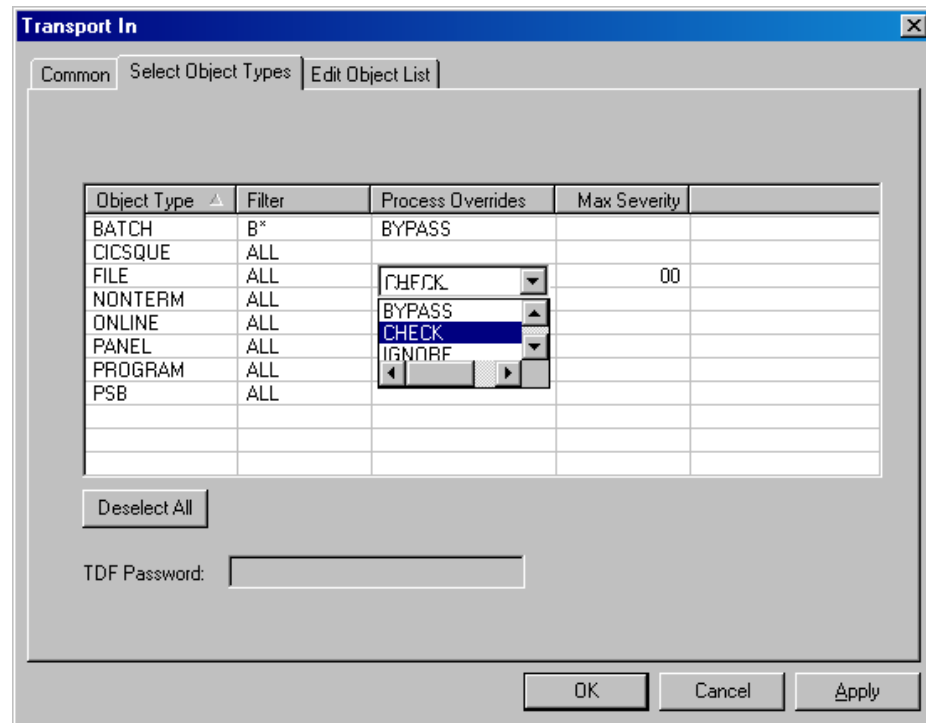 Transport In
Common Select Object Types Edit Object List
Object Type Filter Process Overrides Max Severity
BATCH B* BYPASS
CICSQUE ALL
FILE ALL CHECK 00
NONTERM ALL BYPASS
ONLINE ALL CHECK
PANEL ALL IGNORE
PROGRAM ALL
PSB ALL
Deselect All
TDF Password:
OK Cancel Apply